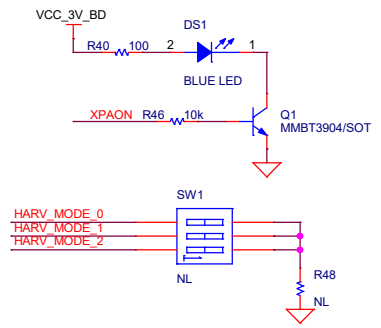 VCC_3V_BD
DS1
R40 100 2 1
BLUE LED
XPAON R46 10k Q1
MMBT3904/SOT
SW1
HARV_MODE_0
HARV_MODE_1
HARV_MODE_2
R48
NL NL